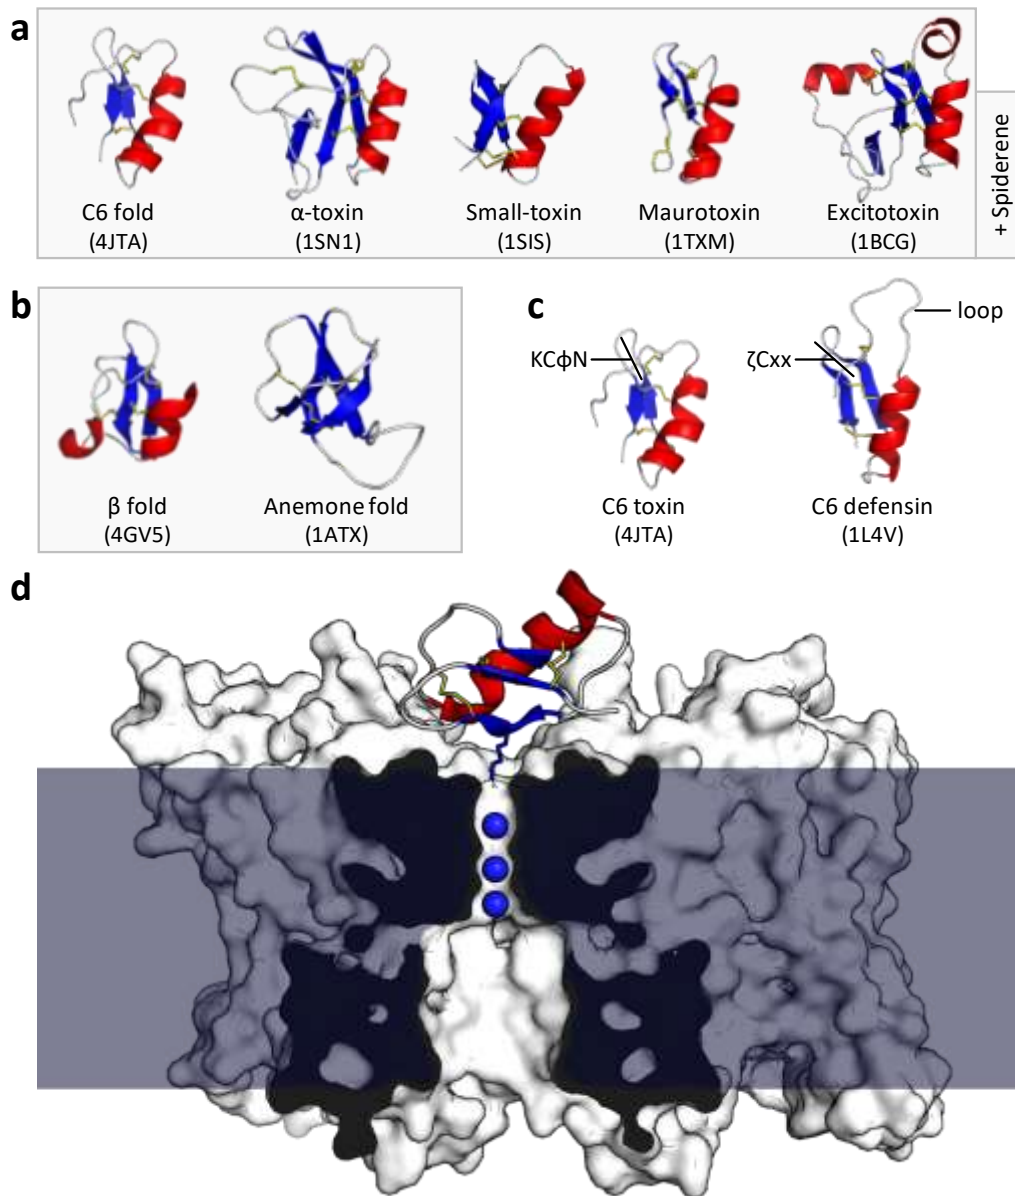 a
C6 fold
(4JTA)
α-toxin
(1SN1)
Small-toxin
(1SIS)
Maurotoxin
(1TXM)
Excitotoxin
(1BCG)
+ Spiderene
b
β fold
(4GV5)
Anemone fold
(1ATX)
c
KCϕN
C6 toxin
(4JTA)
ζCxx
loop
C6 defensin
(1L4V)
d